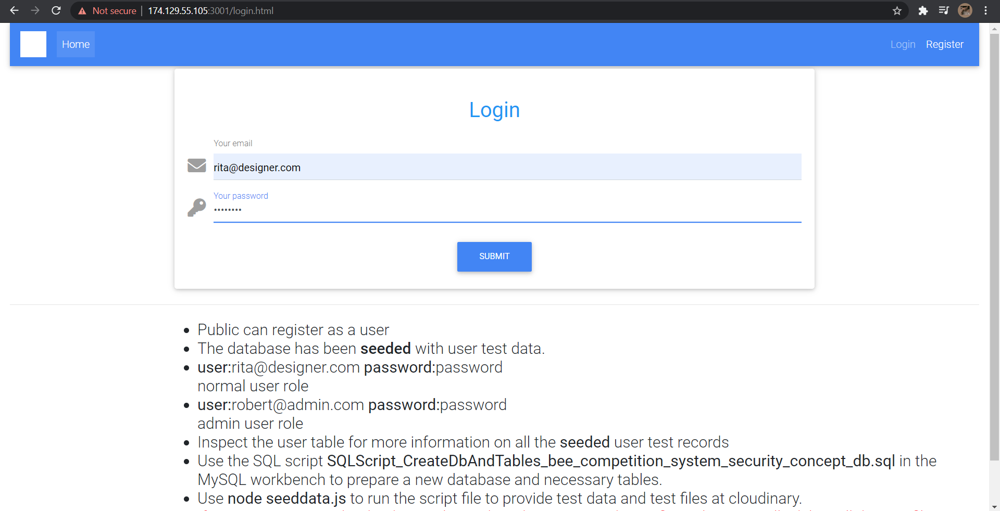 Not secure | 174.129.55.105:3001/login.html
Home
Login
Register
Login
Your email
rita@designer.com
Your password
••••••••
SUBMIT
• Public can register as a user
• The database has been seeded with user test data.
• user:rita@designer.com password:password
normal user role
• user:robert@admin.com password:password
admin user role
• Inspect the user table for more information on all the seeded user test records
• Use the SQL script SQLScript_CreateDbAndTables_bee_competition_system_security_concept_db.sql in the
MySQL workbench to prepare a new database and necessary tables.
• Use node seeddata.js to run the script file to provide test data and test files at cloudinary.